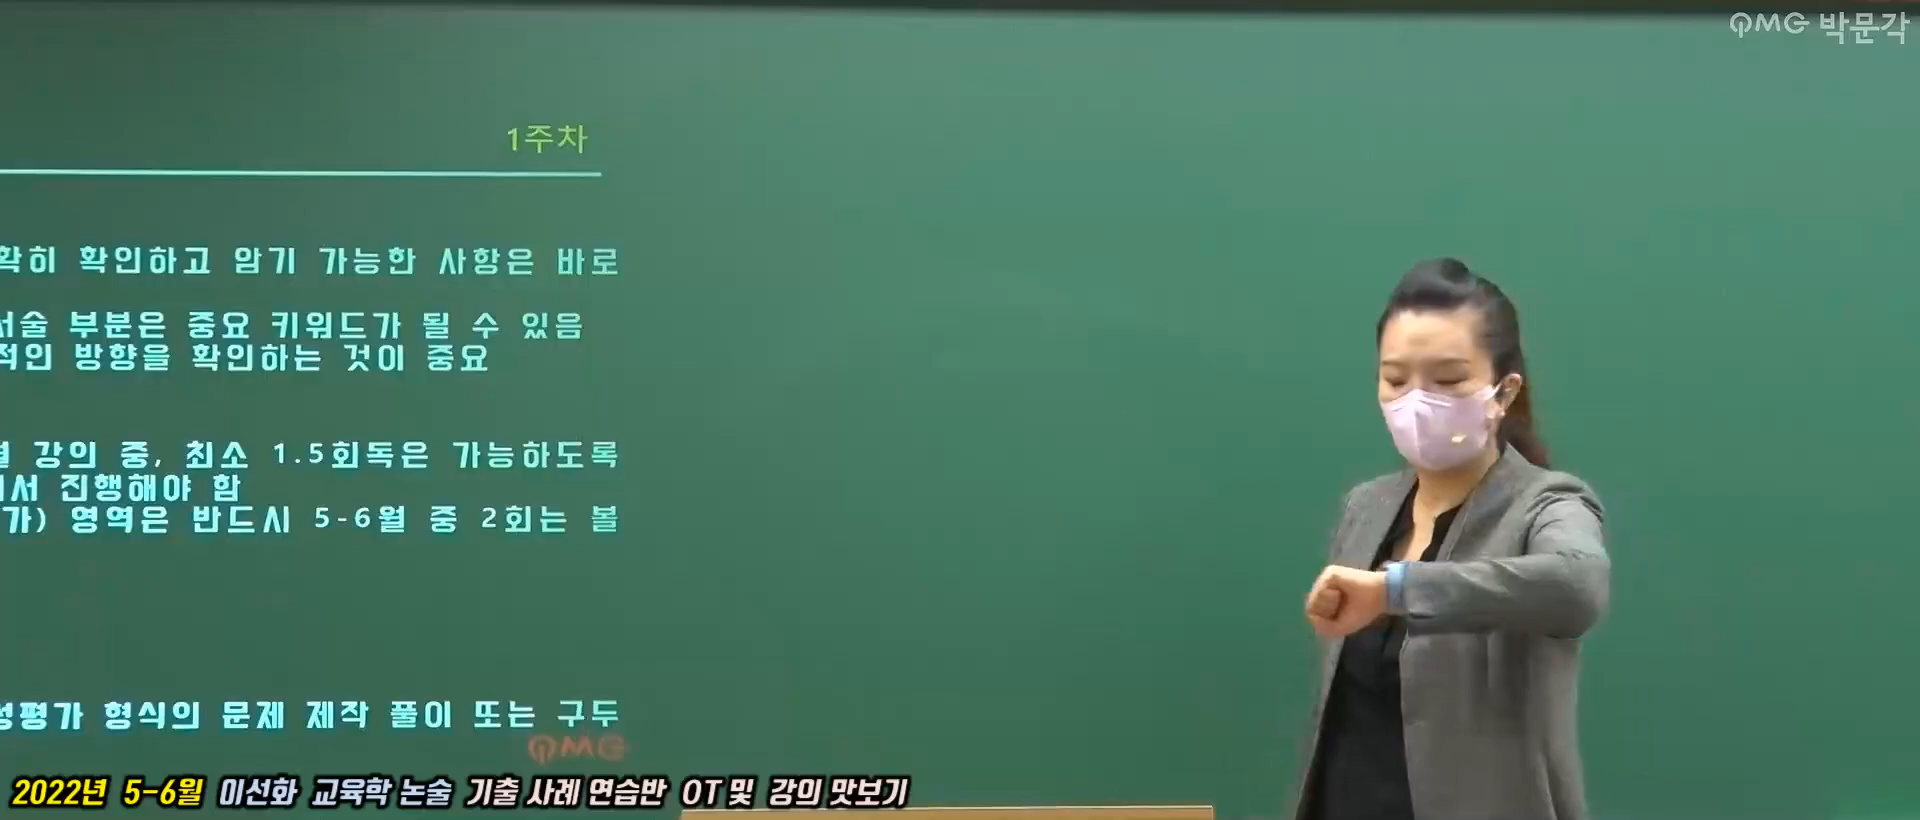 PMG 박문각
1주차
확히 확인하고 암기 가능한 사항은 바로
서술 부분은 중요 키워드가 될 수 있음
적인 방향을 확인하는 것이 중요
강의 중, 최소 1.5회독은 가능하도록
서 진행해야 함
가) 영역은 반드시 5-6월 중 2회는 볼
성평가 형식의 문제 제작 풀이 또는 구두
PMG
2022년 5-6월 이선화 교육학 논술 기출 사례 연습반 OT 및 강의 맛보기